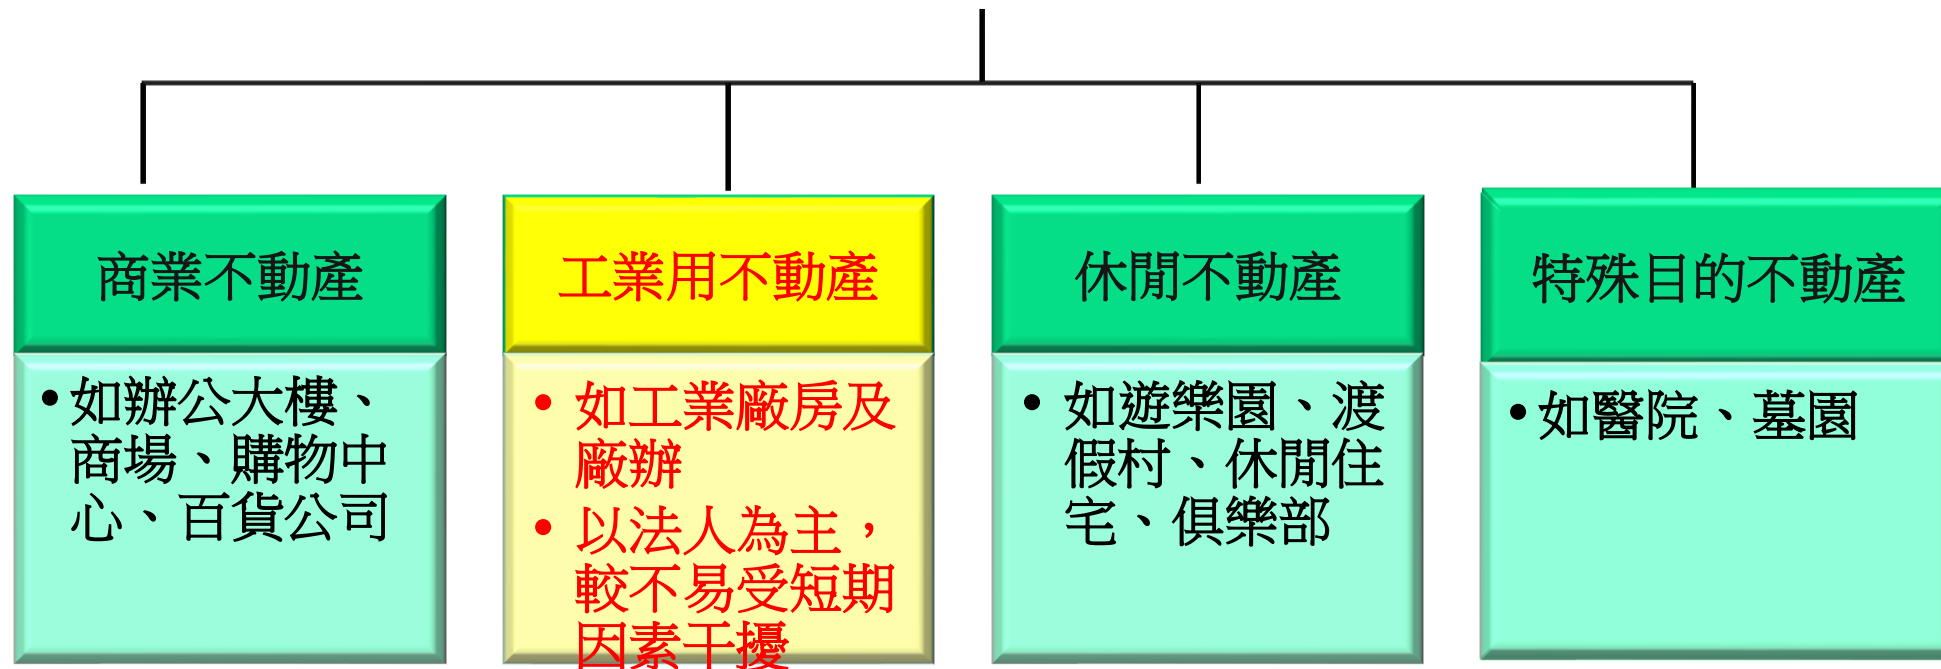 商業不動產
•如辦公大樓、
商場、購物中
心、百貨公司
工業用不動產
• 如工業廠房及
廠辦
• 以法人為主，
較不易受短期
因素干擾
休閒不動產
• 如遊樂園、渡
假村、休閒住
宅、俱樂部
特殊目的不動產
•如醫院、墓園